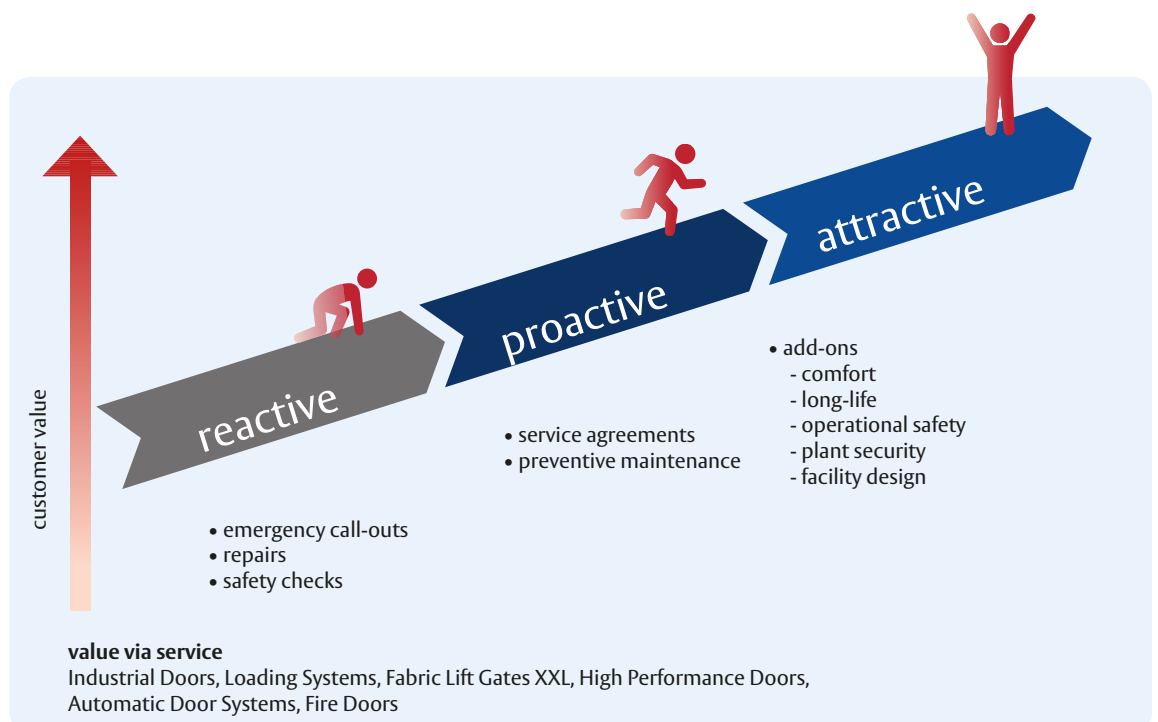 customer value
reactive
proactive
attractive
• emergency call-outs
• repairs
• safety checks
• service agreements
• preventive maintenance
• add-ons
- comfort
- long-life
- operational safety
- plant security
- facility design
value via service
Industrial Doors, Loading Systems, Fabric Lift Gates XXL, High Performance Doors,
Automatic Door Systems, Fire Doors